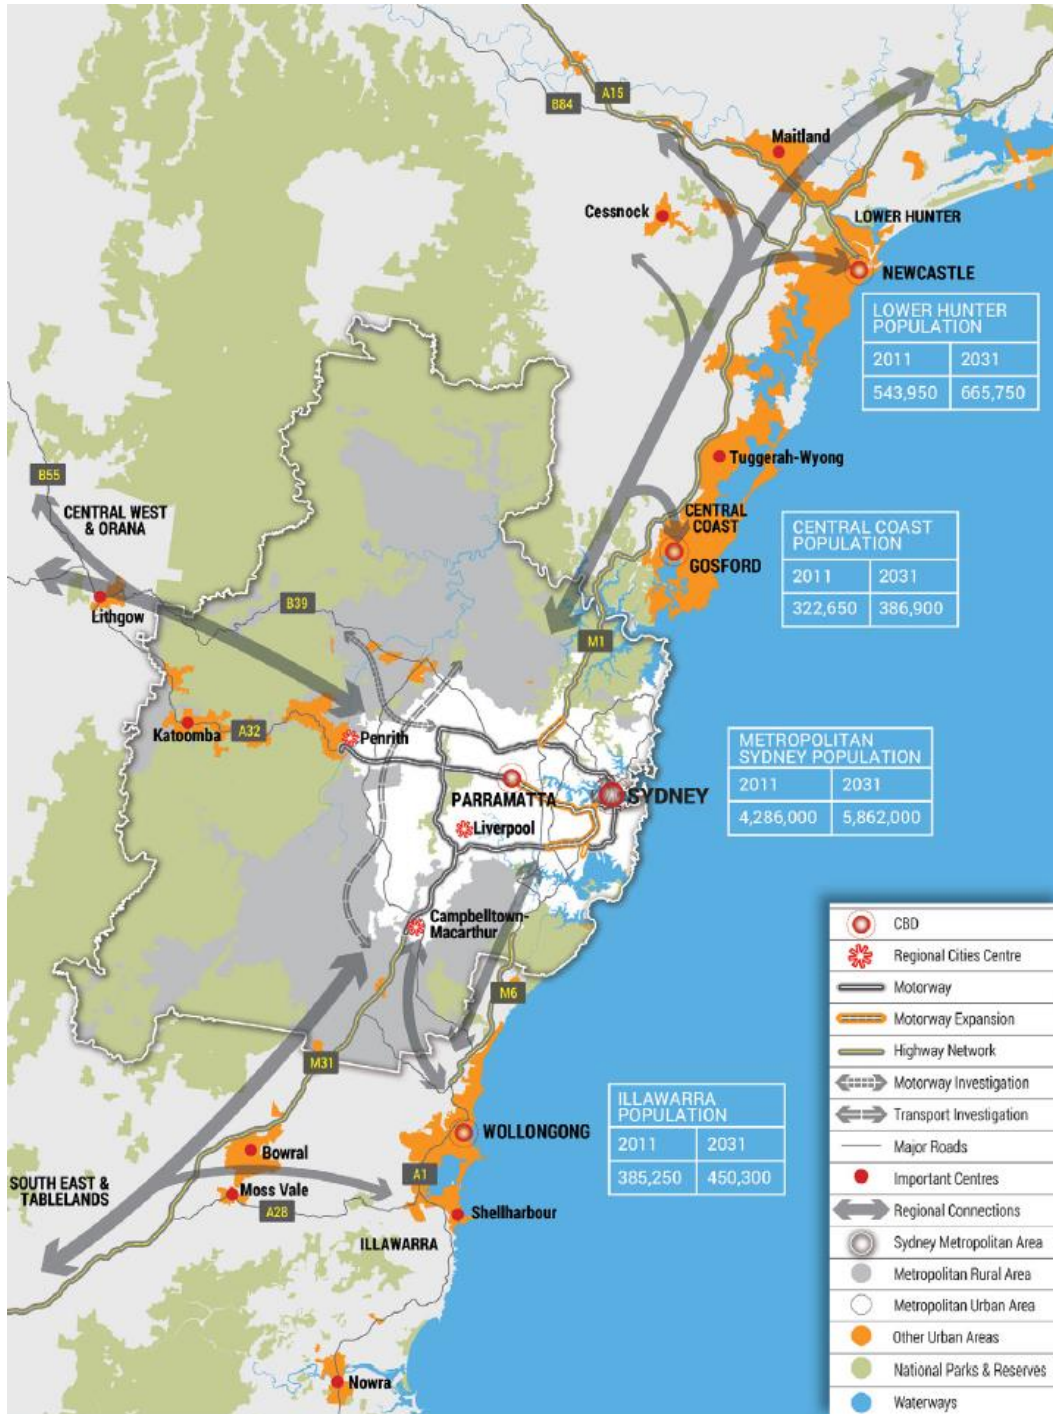 A15
B84
Maitland
Cessnock
LOWER HUNTER
NEWCASTLE
LOWER HUNTER
POPULATION
2011 2031
543,950 665,750
Tuggerah-Wyong
B55
CENTRAL WEST
& ORANA
CENTRAL
COAST
GOSFORD
CENTRAL COAST
POPULATION
2011 2031
322,650 386,900
Lithgow
B39
M1
Katoomba
A32
Penrith
PARRAMATTA
SYDNEY
Liverpool
METROPOLITAN
SYDNEY POPULATION
2011 2031
4,286,000 5,862,000
Campbelltown-
Macarthur
M6
M31
ILLAWARRA
POPULATION
2011 2031
385,250 450,300
WOLLONGONG
Bowral
SOUTH EAST &
TABLELANDS
Moss Vale
A1
A28
Shellharbour
ILLAWARRA
Nowra
CBD
Regional Cities Centre
Motorway
Motorway Expansion
Highway Network
Motorway Investigation
Transport Investigation
Major Roads
Important Centres
Regional Connections
Sydney Metropolitan Area
Metropolitan Rural Area
Metropolitan Urban Area
Other Urban Areas
National Parks & Reserves
Waterways